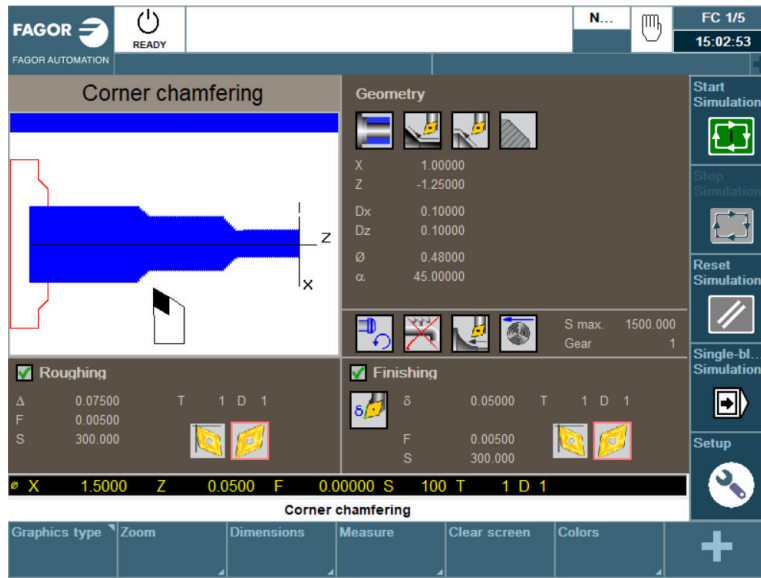 FAGOR
READY
N...
FC 1/5
15:02:53
FAGOR AUTOMATION
Corner chamfering
Z
X
Geometry
X 1.00000
Z -1.25000
Dx 0.10000
Dz 0.10000
Ø 0.48000
α 45.00000
S max. 1500.000
Gear 1
Roughing
Δ 0.07500 T 1 D 1
F 0.00500
S 300.000
Finishing
δ δ 0.05000 T 1 D 1
F 0.00500
S 300.000
Start
Simulation
Stop
Simulation
Reset
Simulation
Single-bl..
Simulation
Setup
ø X 1.5000 Z 0.0500 F 0.00000 S 100 T 1 D 1
Corner chamfering
Graphics type Zoom Dimensions Measure Clear screen Colors